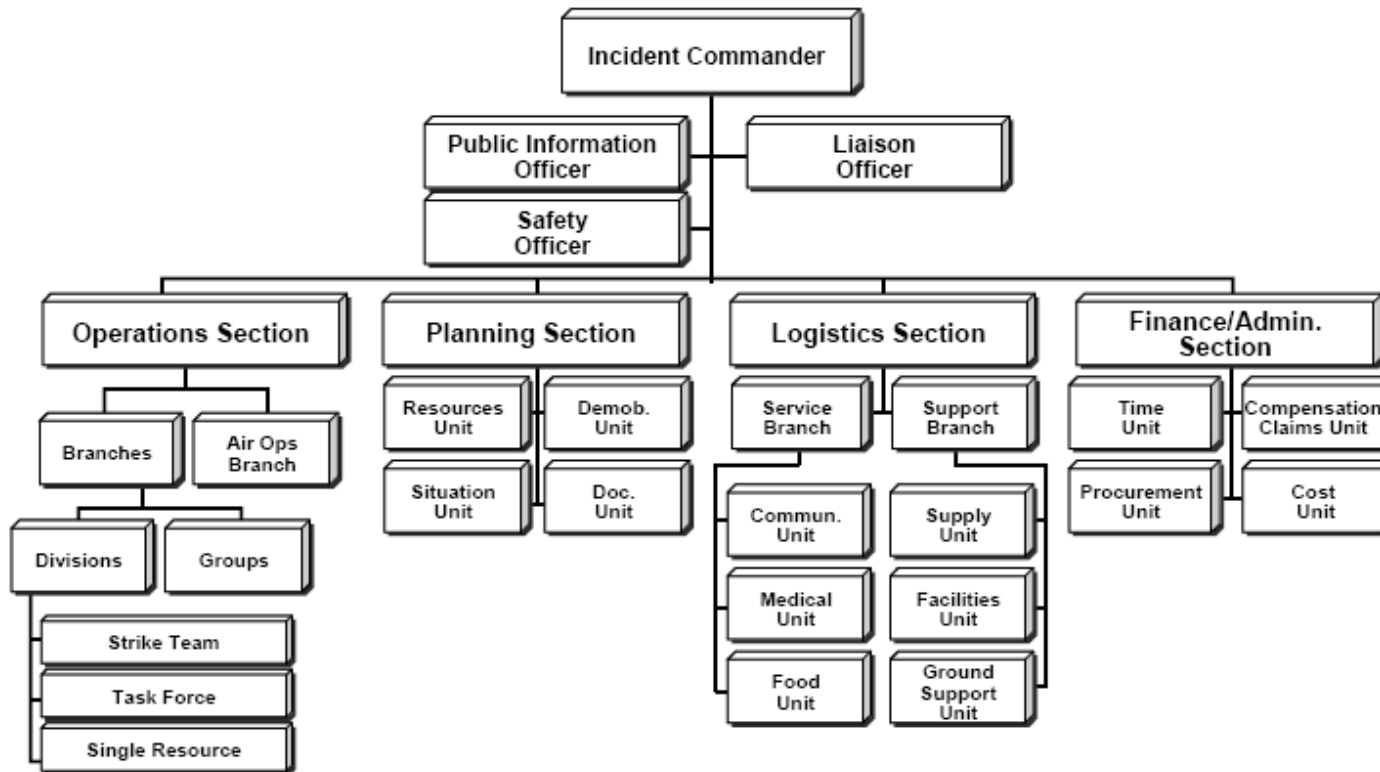 Incident Commander
Public Information
Officer
Liaison
Officer
Safety
Officer
Operations Section
Planning Section
Logistics Section
Finance/Admin.
Section
Branches
Air Ops
Branch
Resources
Unit
Demob.
Unit
Service
Branch
Support
Branch
Time
Unit
Compensation
Claims Unit
Situation
Unit
Doc.
Unit
Commun.
Unit
Supply
Unit
Procurement
Unit
Cost
Unit
Divisions
Groups
Medical
Unit
Facilities
Unit
Strike Team
Task Force
Single Resource
Food
Unit
Ground
Support
Unit